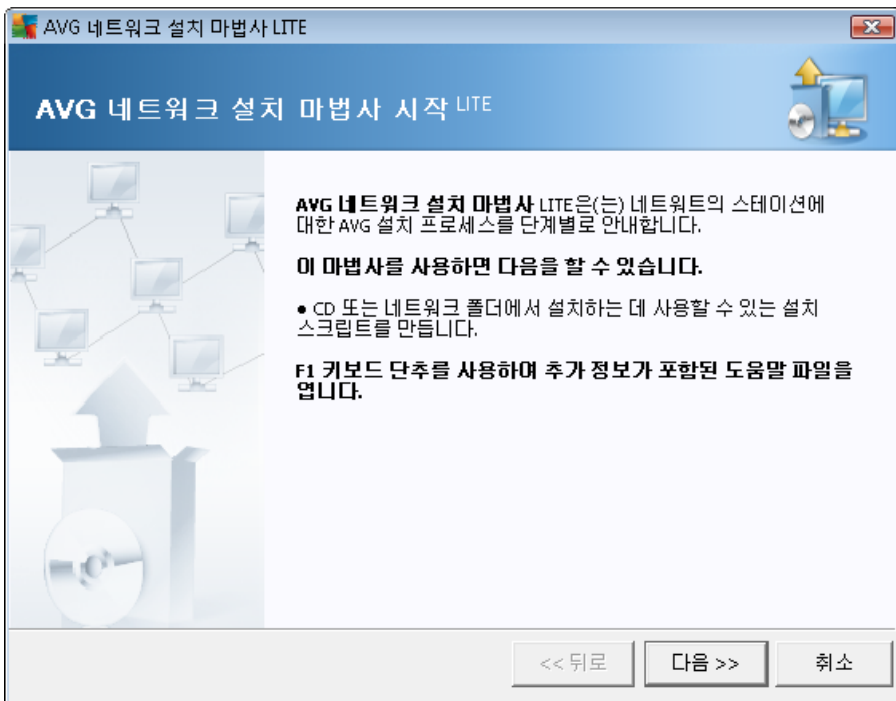 AVG 네트워크 설치 마법사 LITE
AVG 네트워크 설치 마법사 시작 LITE
AVG 네트워크 설치 마법사 LITE은(는) 네트워트의 스테이션에
대한 AVG 설치 프로세스를 단계별로 안내합니다.
이 마법사를 사용하면 다음을 할 수 있습니다.
• CD 또는 네트워크 폴더에서 설치하는 데 사용할 수 있는 설치
스크립트를 만듭니다.
F1 키보드 단추를 사용하여 추가 정보가 포함된 도움말 파일을
엽니다.
<< 뒤로
다음 >>
취소